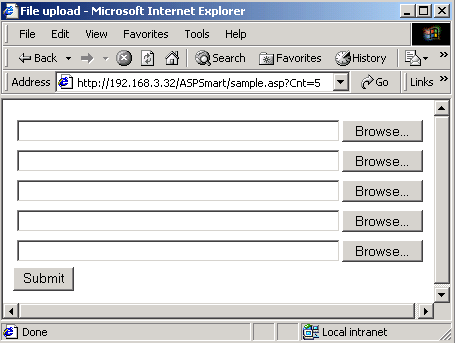 File upload - Microsoft Internet Explorer
File Edit View Favorites Tools Help
Back Search Favorites History
Address http://192.168.3.32/ASPSmart/sample.asp?Cnt=5 Go Links »
Browse...
Browse...
Browse...
Browse...
Browse...
Submit
Done Local intranet